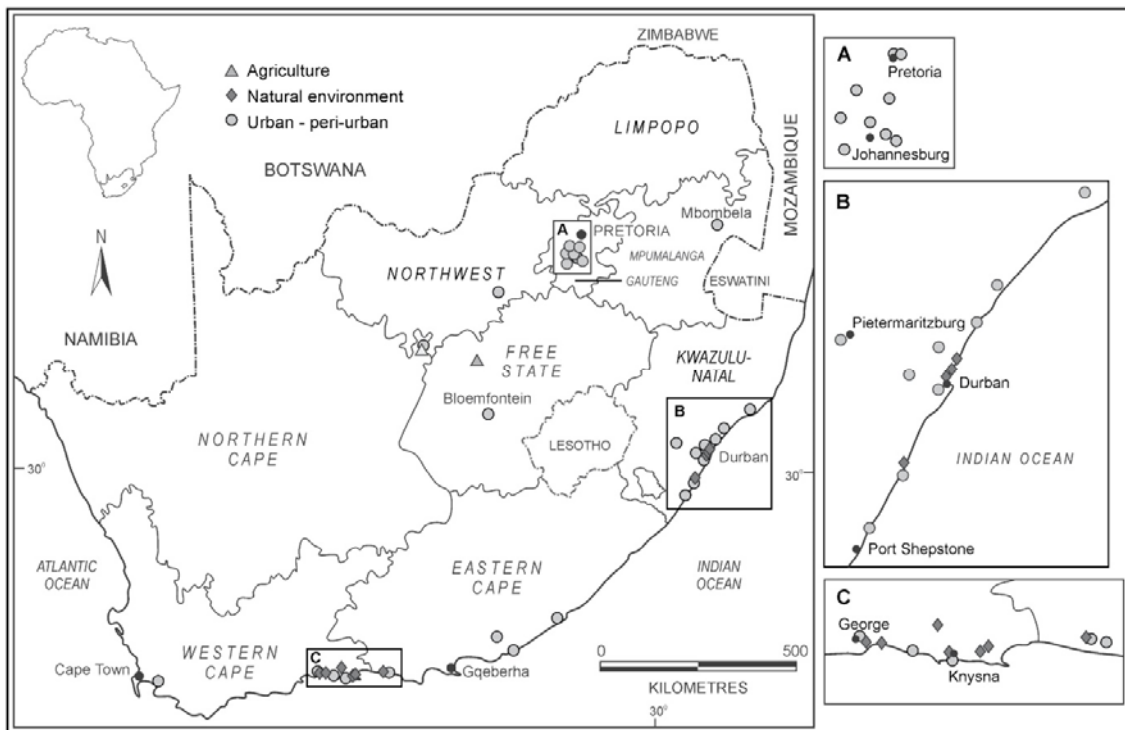 ZIMBABWE
Agriculture
Natural environment
Urban - peri-urban
LIMPOPO
MOZAMBIQUE
BOTSWANA
Mbombela
A
PRETORIA
MPUMALANGA
N
NORTHWEST
GAUTENG
ESWATINI
NAMIBIA
FREE
STATE
KWAZULU-
NAIAL
Bloemfontein
B
NORTHERN
CAPE
LESOTHO
Durban
30°
30°
ATLANTIC
OCEAN
EASTERN
CAPE
INDIAN
OCEAN
WESTERN
CAPE
C
Cape Town
Gqeberha
0
500
KILOMETRES
30°
A
Pretoria
Johannesburg
B
Pietermaritzburg
Durban
INDIAN OCEAN
Port Shepstone
C
George
Knysna